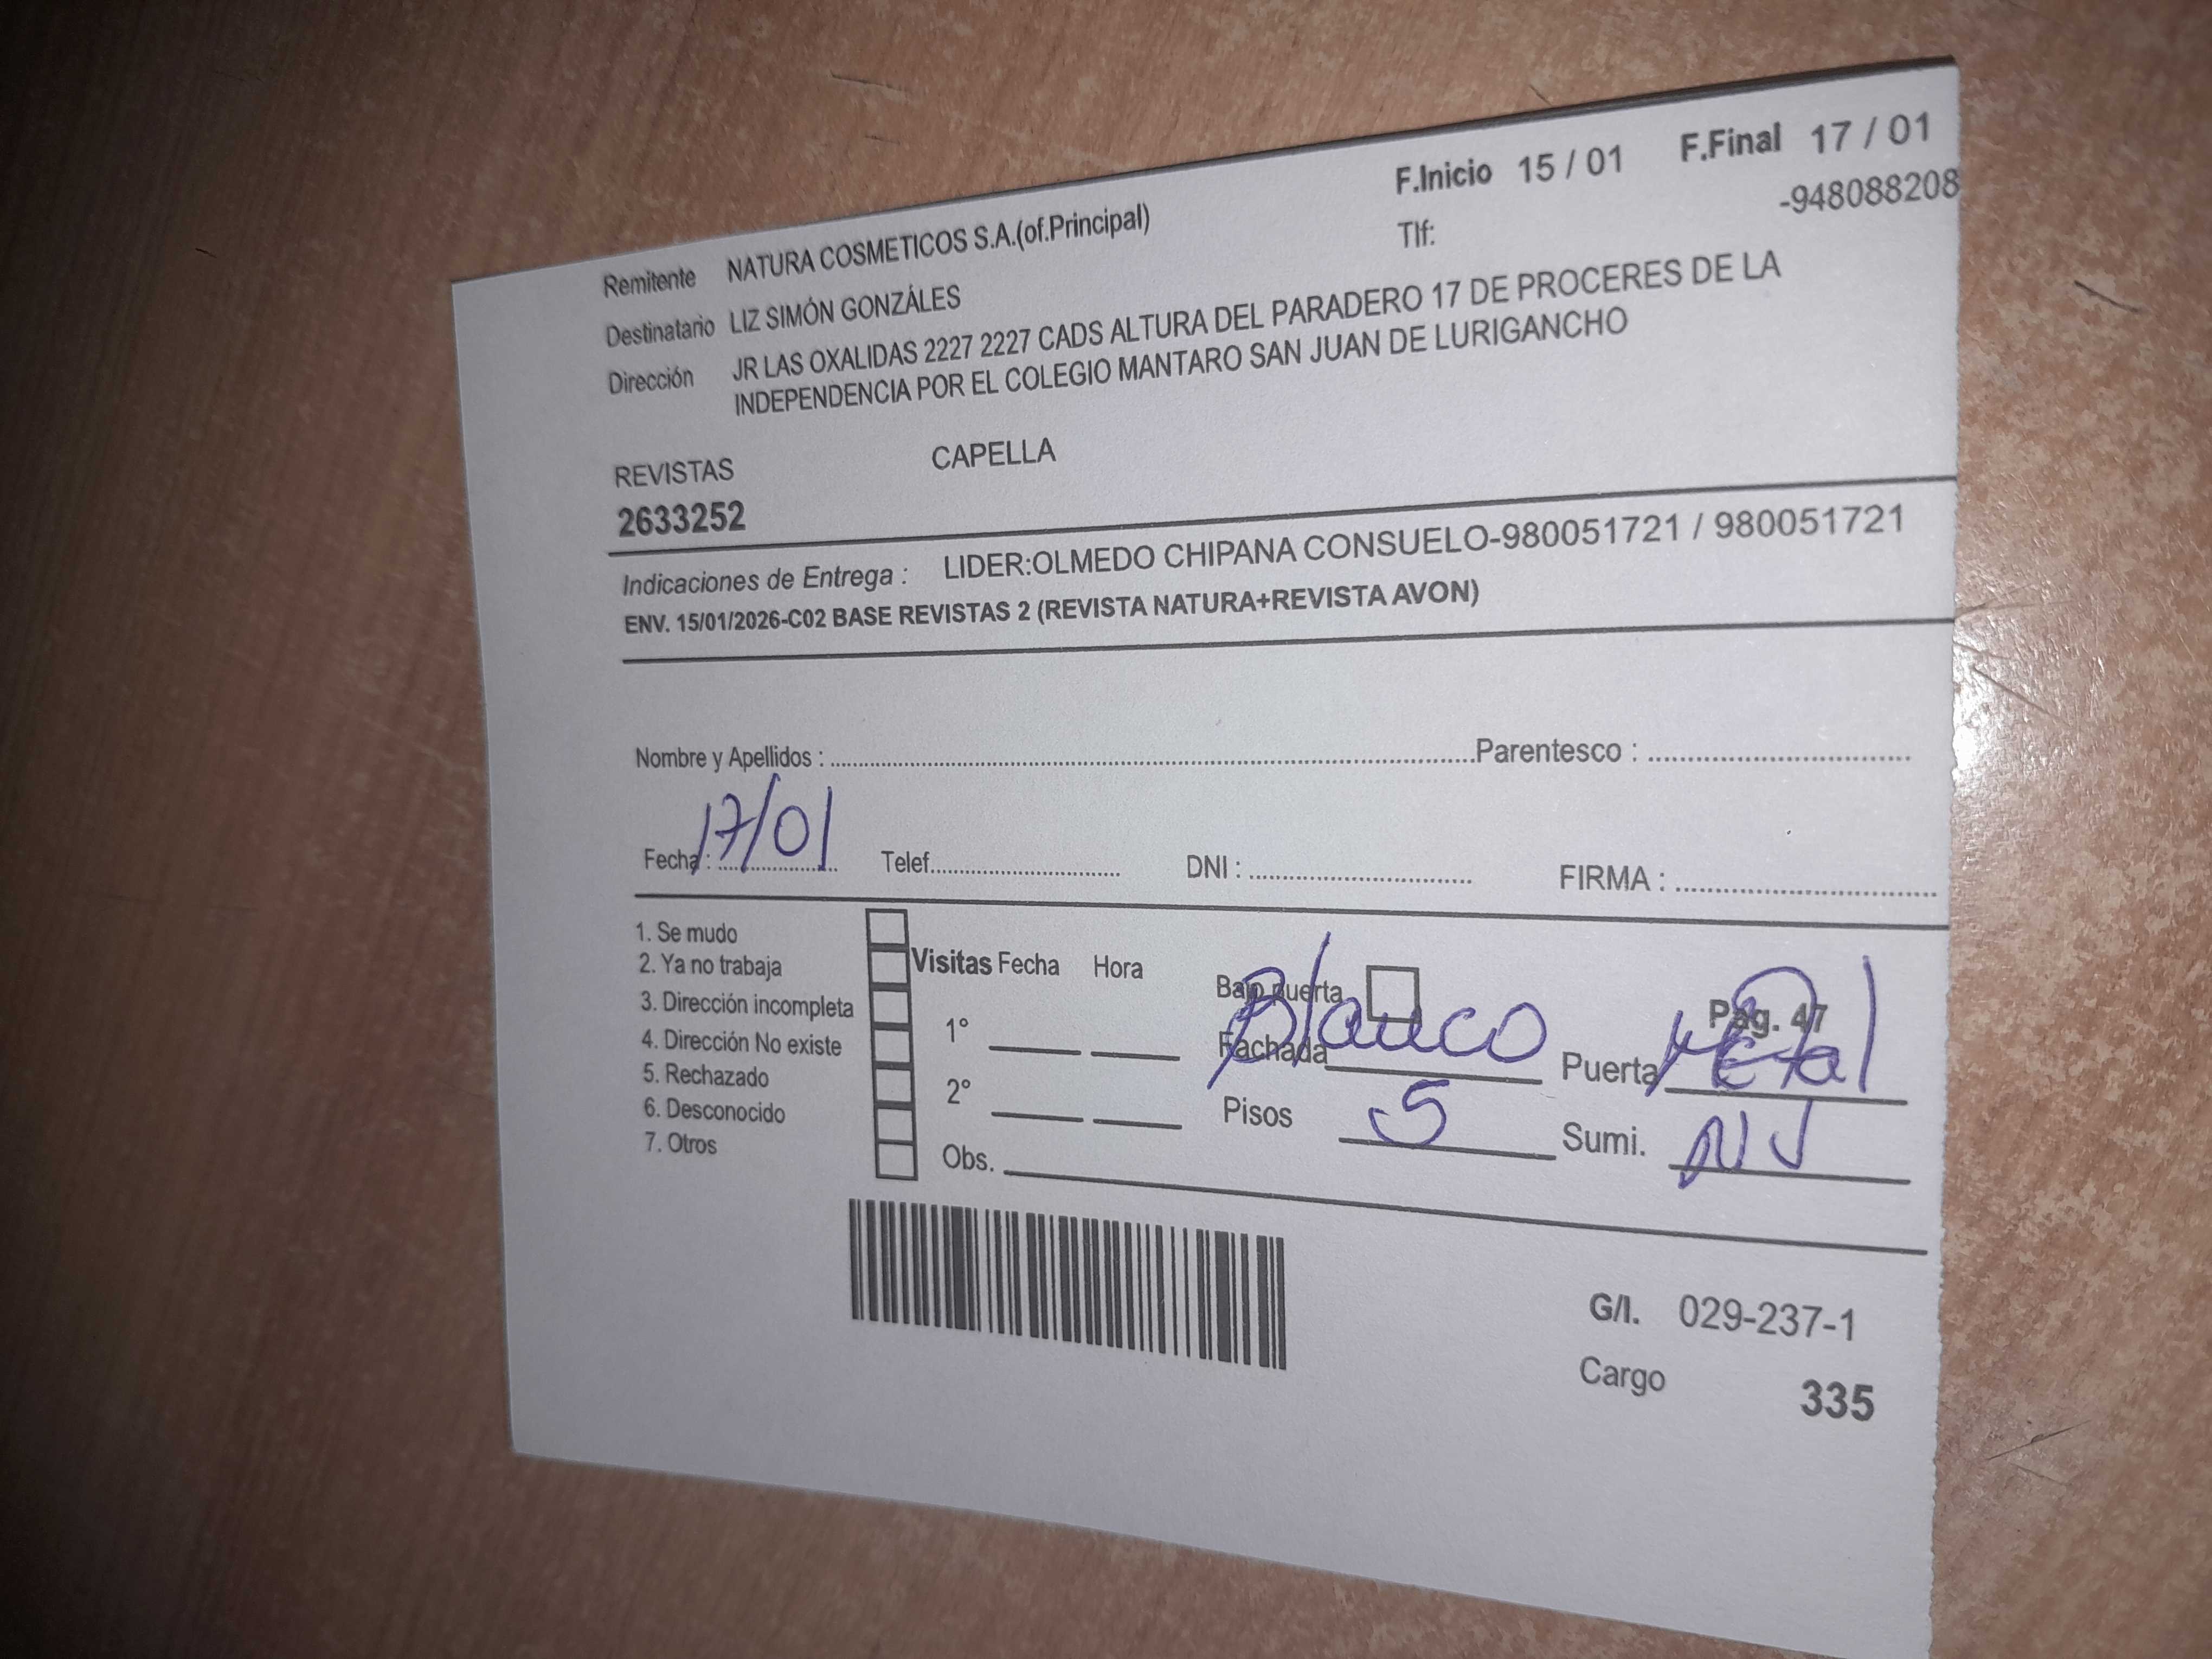 F.Inicio 15 / 01 F.Final 17 / 01
Remitente NATURA COSMETICOS S.A.(of.Principal) Tlf: -948088208
Destinatario LIZ SIMÓN GONZÁLES
Dirección JR LAS OXALIDAS 2227 2227 CADS ALTURA DEL PARADERO 17 DE PROCERES DE LA
INDEPENDENCIA POR EL COLEGIO MANTARO SAN JUAN DE LURIGANCHO
REVISTAS CAPELLA
2633252
Indicaciones de Entrega : LIDER:OLMEDO CHIPANA CONSUELO-980051721 / 980051721
ENV. 15/01/2026-C02 BASE REVISTAS 2 (REVISTA NATURA+REVISTA AVON)
Nombre y Apellidos : Parentesco :
Fecha : 17/01 Telef. DNI : FIRMA :
1. Se mudo
2. Ya no trabaja
3. Dirección incompleta
4. Dirección No existe
5. Rechazado
6. Desconocido
7. Otros
Visitas Fecha Hora
1°
2°
Obs.
Bajo puerta Pág. 47
Fachada Blanco Puerta Metal
Pisos 5 Sumi.
G/I. 029-237-1
Cargo 335